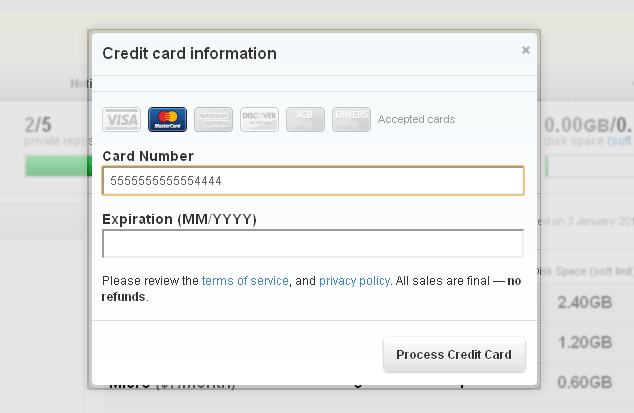 Credit card information
×
VISA MasterCard AMERICAN EXPRESS DISCOVER JCB DINERS Accepted cards
Card Number
5555555555554444
Expiration (MM/YYYY)
Please review the terms of service, and privacy policy. All sales are final — no
refunds.
Process Credit Card
Noti
2/5
private repos
0.00GB/0.
disk space (soft
ed on 3 January 201
Disk Space (soft limit)
2.40GB
1.20GB
0.60GB
Micro ($7/month)